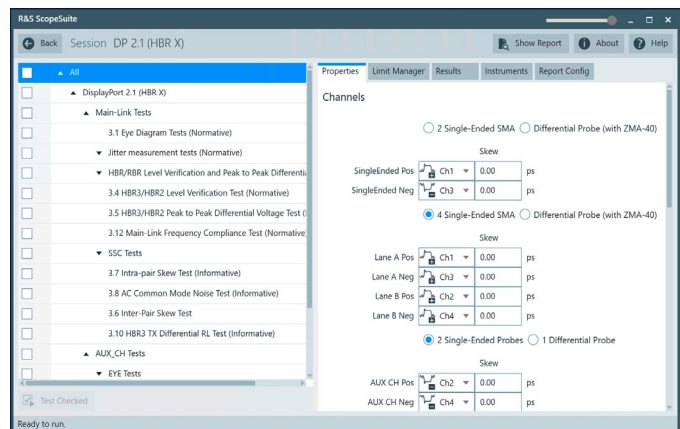 R&S ScopeSuite
Back Session DP 2.1 (HBR X) Show Report About Help
All
DisplayPort 2.1 (HBR X)
Main-Link Tests
3.1 Eye Diagram Tests (Normative)
Jitter measurement tests (Normative)
HBR/RBR Level Verification and Peak to Peak Differentia
3.4 HBR3/HBR2 Level Verification Test (Normative)
3.5 HBR3/HBR2 Peak to Peak Differential Voltage Test (I
3.12 Main-Link Frequency Compliance Test (Normative
SSC Tests
3.7 Intra-pair Skew Test (Informative)
3.8 AC Common Mode Noise Test (Informative)
3.6 Inter-Pair Skew Test
3.10 HBR3 TX Differential RL Test (Informative)
AUX_CH Tests
EYE Tests
Test Checked
Properties Limit Manager Results Instruments Report Config
Channels
2 Single-Ended SMA Differential Probe (with ZMA-40)
Skew
SingleEnded Pos Ch1 0.00 ps
SingleEnded Neg Ch3 0.00 ps
4 Single-Ended SMA Differential Probe (with ZMA-40)
Skew
Lane A Pos Ch1 0.00 ps
Lane A Neg Ch3 0.00 ps
Lane B Pos Ch2 0.00 ps
Lane B Neg Ch4 0.00 ps
2 Single-Ended Probes 1 Differential Probe
Skew
AUX CH Pos Ch2 0.00 ps
AUX CH Neg Ch4 0.00 ps
Ready to run.